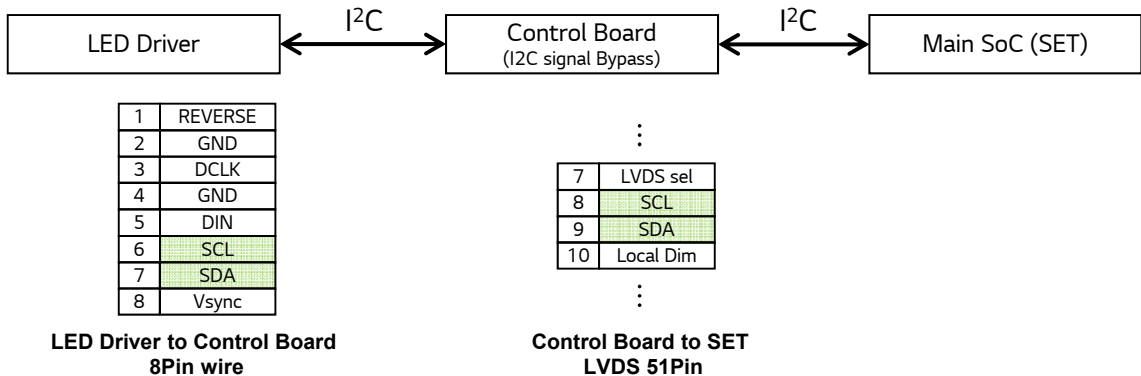 LED Driver
I²C
Control Board
(I2C signal Bypass)
I²C
Main SoC (SET)
1 REVERSE
2 GND
3 DCLK
4 GND
5 DIN
6 SCL
7 SDA
8 Vsync
LED Driver to Control Board
8Pin wire
⋮
7 LVDS sel
8 SCL
9 SDA
10 Local Dim
⋮
Control Board to SET
LVDS 51Pin